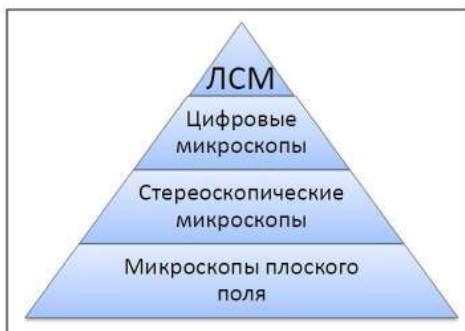 ЛСМ
Цифровые
микроскопы
Стереоскопические
микроскопы
Микроскопы плоского
поля